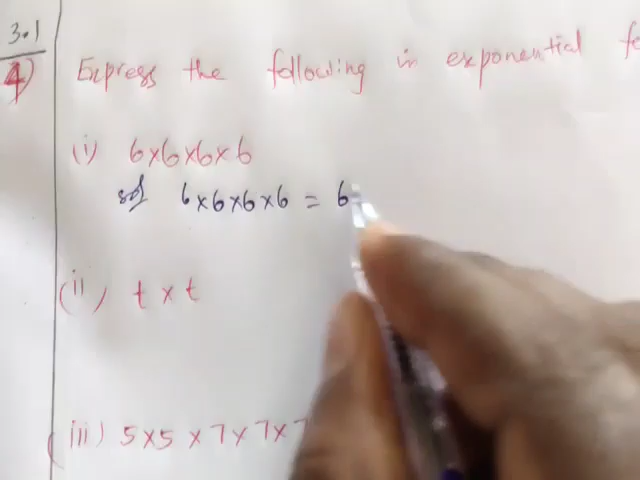 3.1
4) Express the following in exponential fo
(i) 6×6×6×6
sol 6×6×6×6 = 6
(ii) t × t
(iii) 5×5×7×7×7